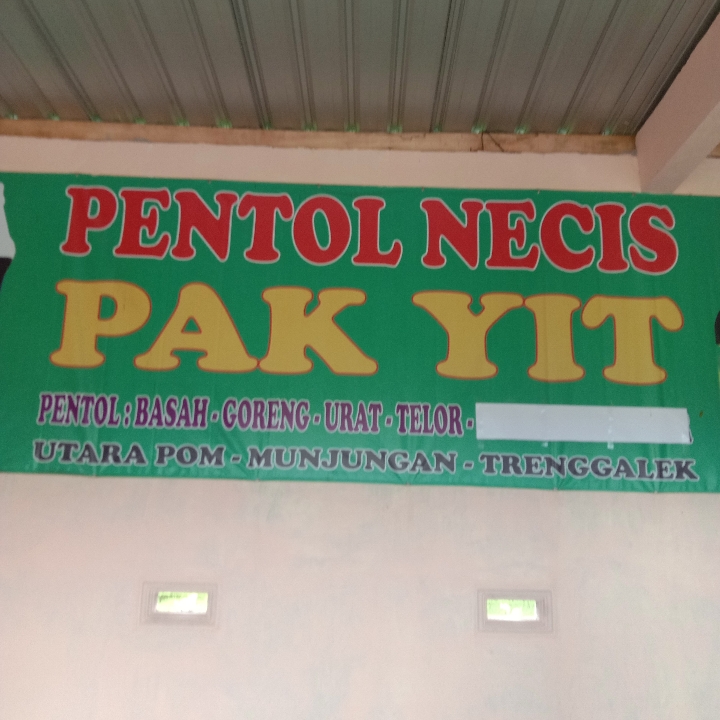 PENTOL NECIS
PAK YIT
PENTOL : BASAH - GORENG - URAT - TELOR -
UTARA POM - MUNJUNGAN - TRENGGALEK